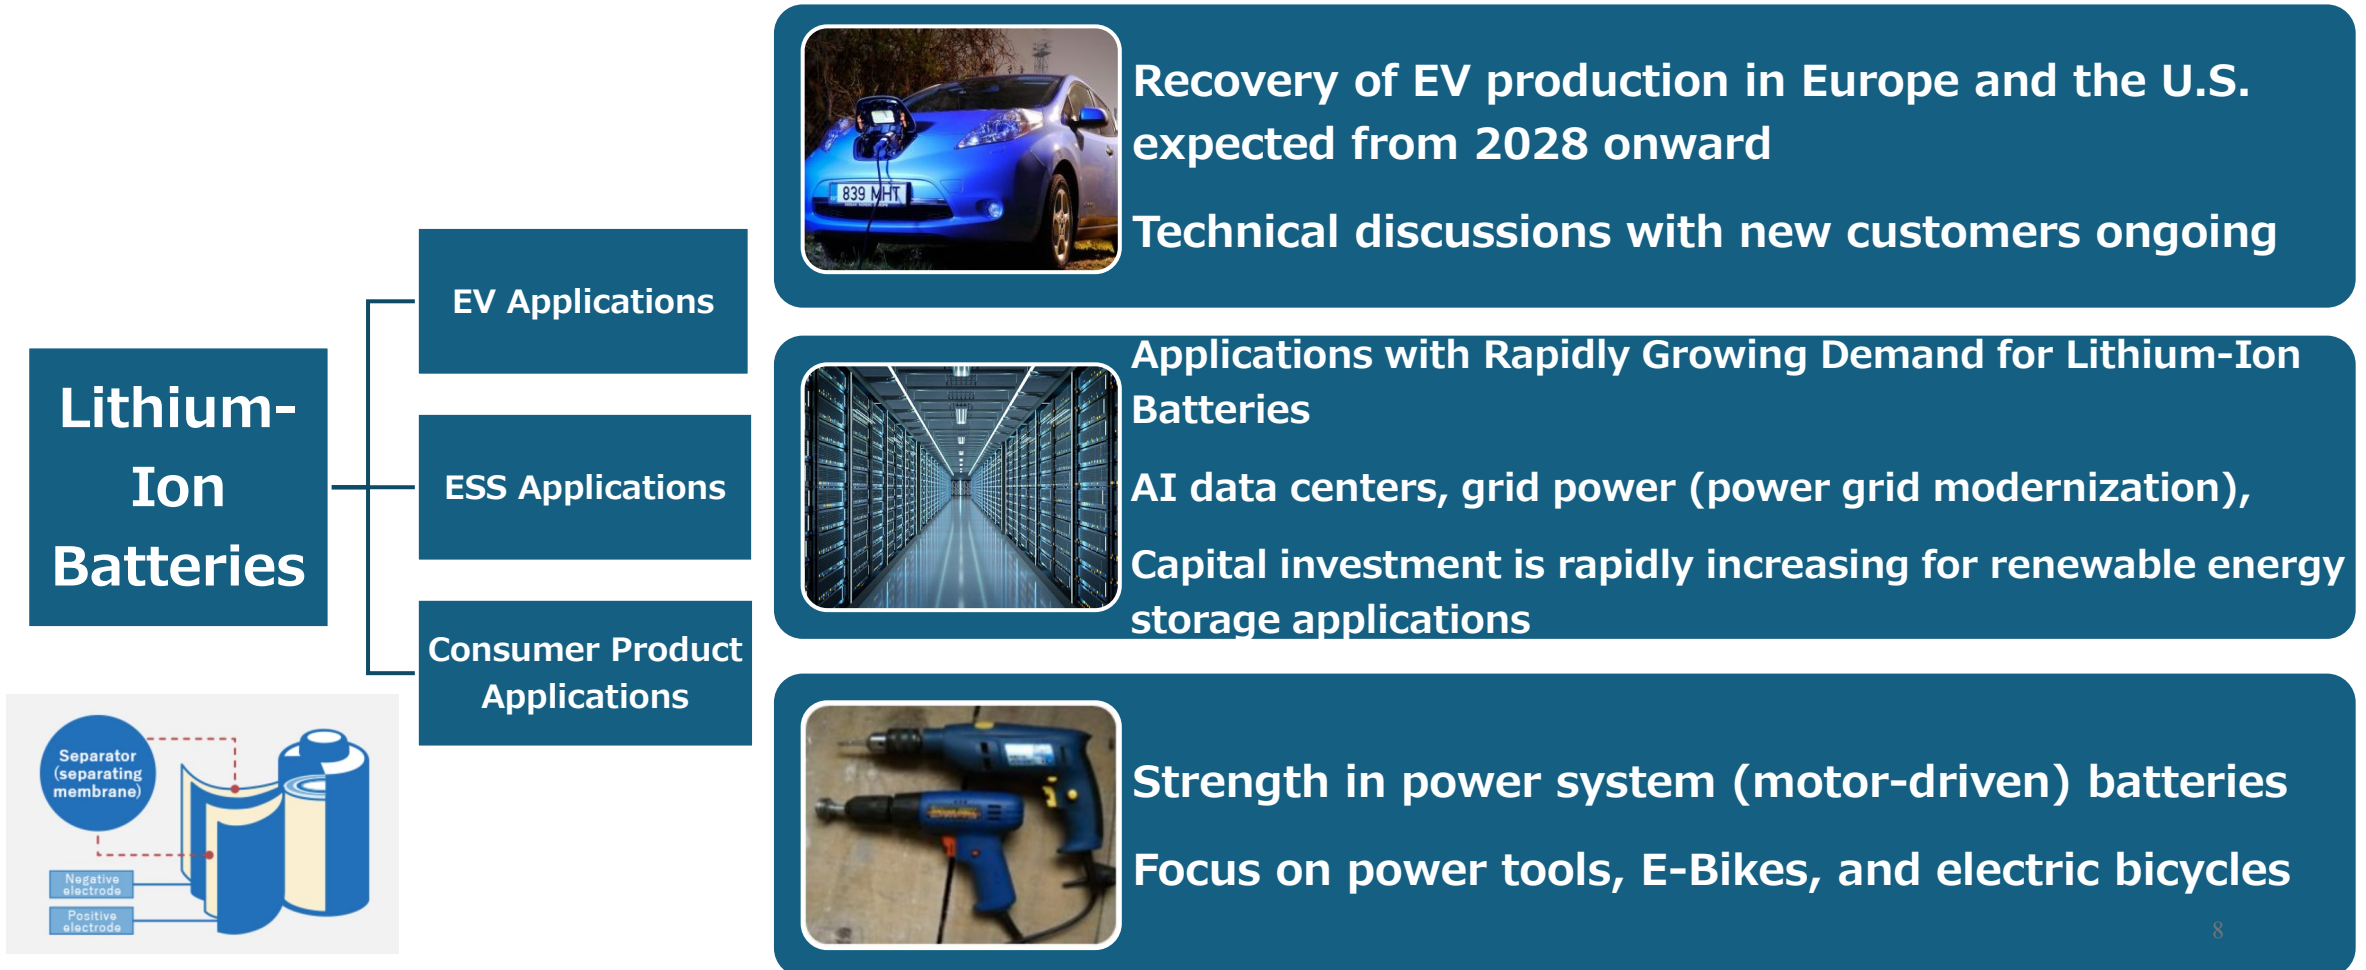 Lithium-
Ion
Batteries
EV Applications
ESS Applications
Consumer Product
Applications
Separator
(separating
membrane)
Negative
electrode
Positive
electrode
839 MHT
Recovery of EV production in Europe and the U.S.
expected from 2028 onward
Technical discussions with new customers ongoing
Applications with Rapidly Growing Demand for Lithium-Ion
Batteries
AI data centers, grid power (power grid modernization),
Capital investment is rapidly increasing for renewable energy
storage applications
Strength in power system (motor-driven) batteries
Focus on power tools, E-Bikes, and electric bicycles
8